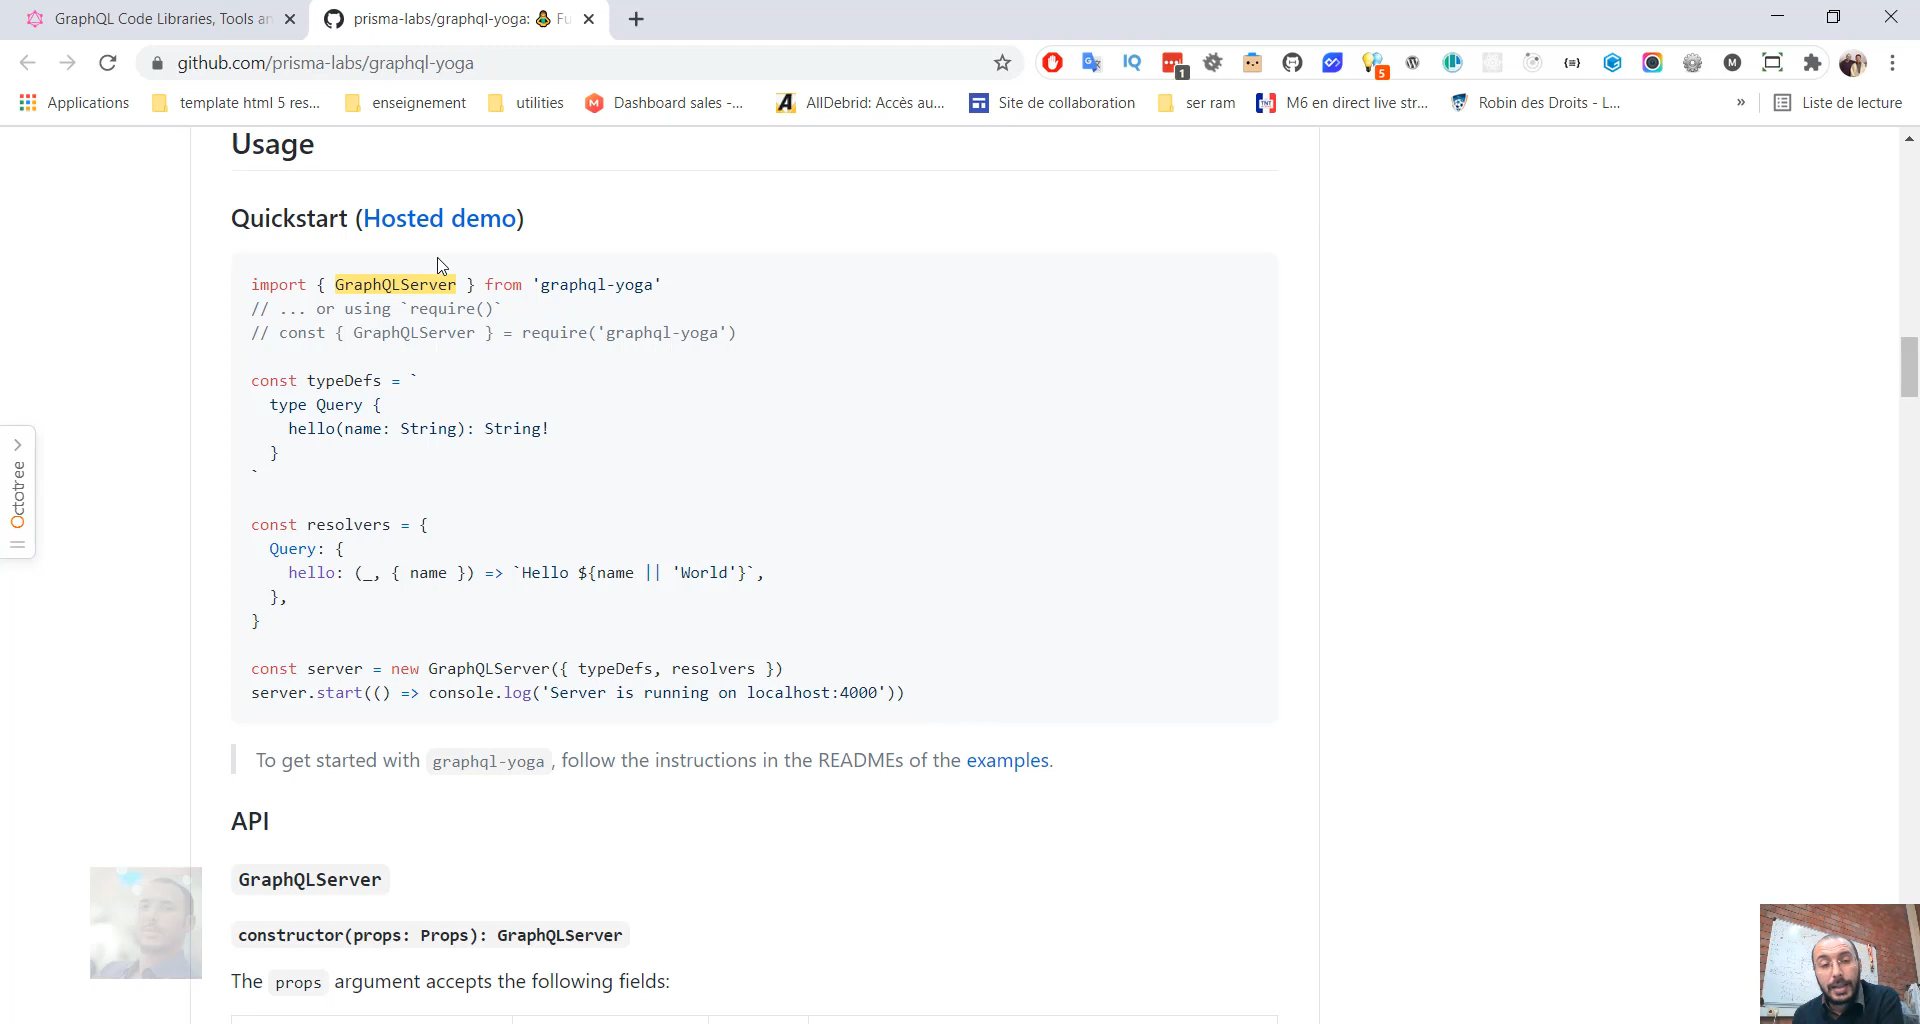 GraphQL Code Libraries, Tools an
prisma-labs/graphql-yoga: Fu
github.com/prisma-labs/graphql-yoga
IQ
1
5
M
Applications
template html 5 res...
enseignement
utilities
Dashboard sales -...
AllDebrid: Accès au...
Site de collaboration
ser ram
M6 en direct live str...
Robin des Droits - L...
»
Liste de lecture
Usage
Quickstart (Hosted demo)
import { GraphQLServer } from 'graphql-yoga'
// ... or using `require()`
// const { GraphQLServer } = require('graphql-yoga')
const typeDefs = `
type Query {
hello(name: String): String!
}
`
const resolvers = {
Query: {
hello: (_, { name }) => `Hello ${name || 'World'}`,
},
}
const server = new GraphQLServer({ typeDefs, resolvers })
server.start(() => console.log('Server is running on localhost:4000'))
To get started with graphql-yoga, follow the instructions in the READMEs of the examples.
API
GraphQLServer
constructor(props: Props): GraphQLServer
The props argument accepts the following fields:
Octotree